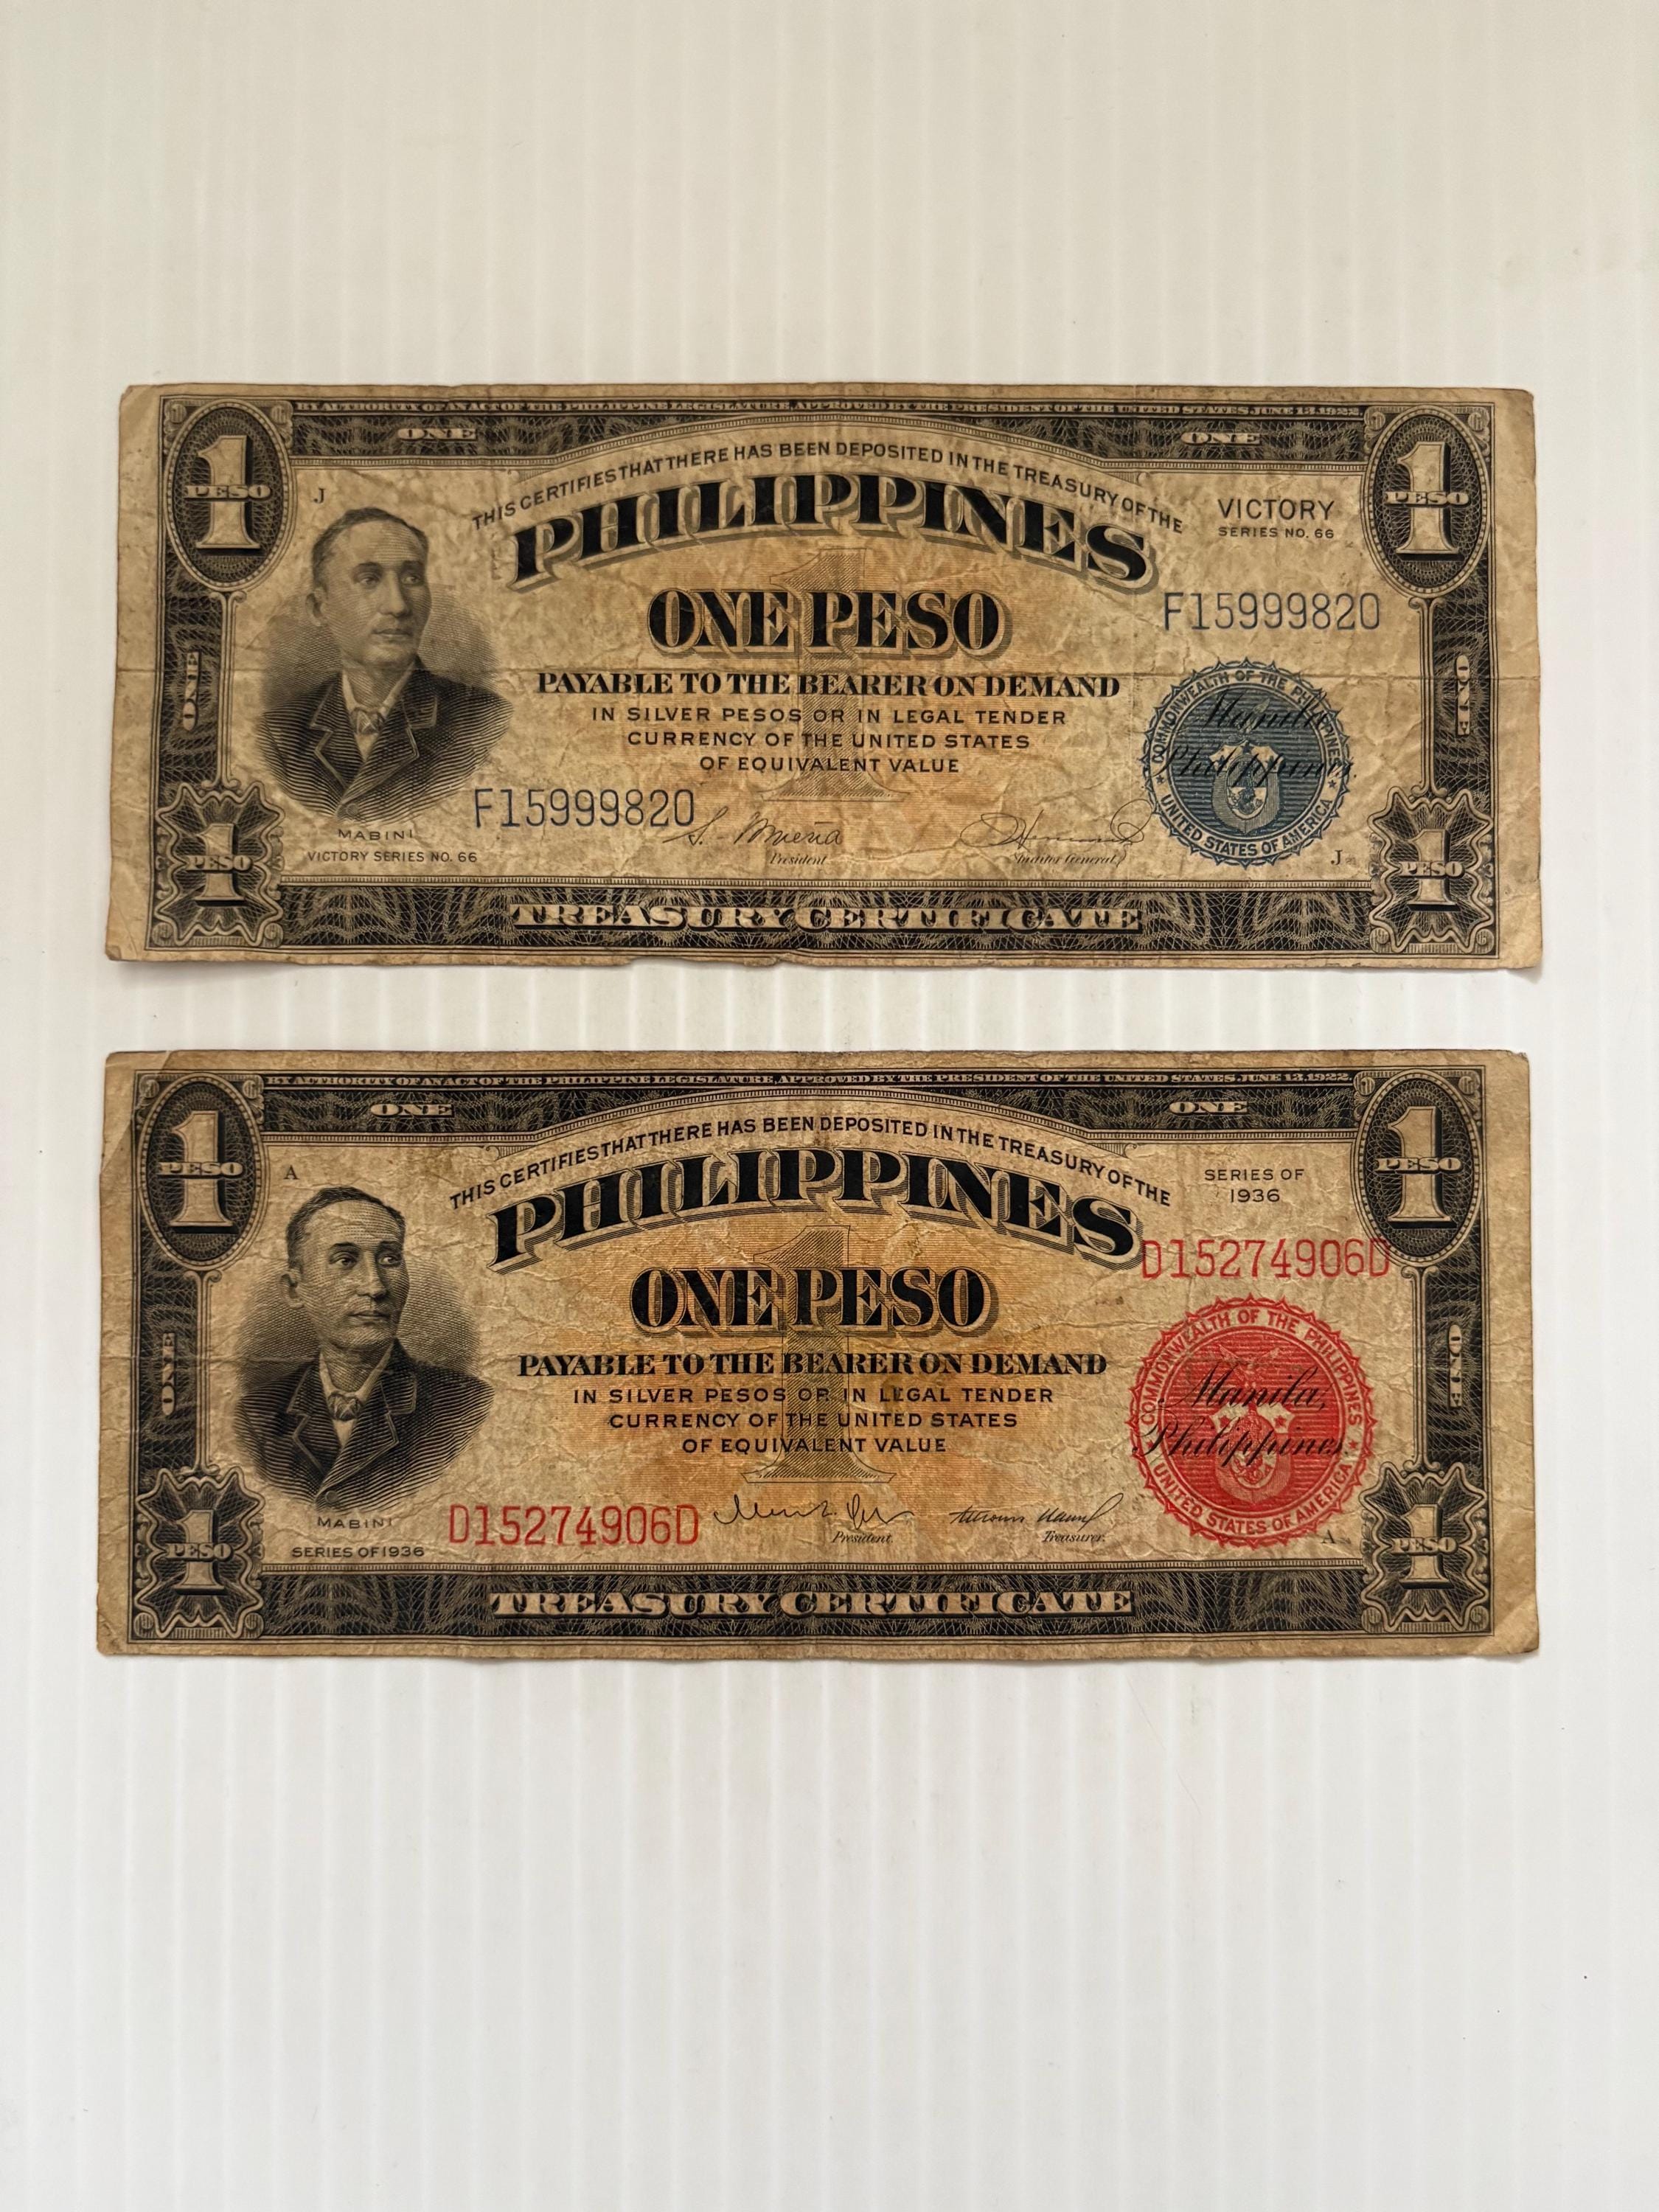 BY AUTHORITY OF AN ACT OF THE PHILIPPINE LEGISLATURE, APPROVED BY THE PRESIDENT OF THE UNITED STATES, JUNE 13, 1922
ONE ONE
1 PESO
1 PESO
THIS CERTIFIES THAT THERE HAS BEEN DEPOSITED IN THE TREASURY OF THE
J
PHILIPPINES
VICTORY
SERIES NO. 66
ONE PESO
F15999820
PAYABLE TO THE BEARER ON DEMAND
IN SILVER PESOS OR IN LEGAL TENDER
CURRENCY OF THE UNITED STATES
OF EQUIVALENT VALUE
ONE
ONE
COMMONWEALTH OF THE PHILIPPINES
Manila,
Philippines.
UNITED STATES OF AMERICA
F15999820
MABINI
VICTORY SERIES NO. 66
S. Osmeña
President
Auditor General.
J
1 PESO
1 PESO
TREASURY CERTIFICATE
BY AUTHORITY OF AN ACT OF THE PHILIPPINE LEGISLATURE, APPROVED BY THE PRESIDENT OF THE UNITED STATES, JUNE 13, 1922
ONE ONE
1 PESO
1 PESO
THIS CERTIFIES THAT THERE HAS BEEN DEPOSITED IN THE TREASURY OF THE
A
PHILIPPINES
SERIES OF
1936
D15274906D
ONE PESO
PAYABLE TO THE BEARER ON DEMAND
IN SILVER PESOS OR IN LEGAL TENDER
CURRENCY OF THE UNITED STATES
OF EQUIVALENT VALUE
ONE
ONE
COMMONWEALTH OF THE PHILIPPINES
Manila,
Philippines.
UNITED STATES OF AMERICA
MABINI
SERIES OF 1936
D15274906D
President.
Treasurer.
A
1 PESO
1 PESO
TREASURY CERTIFICATE